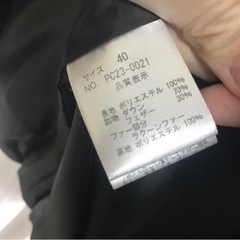 サイズ 40
NO. PC23-0021
品質表示
表地 ポリエステル 100%
詰物 ダウン 70%
フェザー 30%
ファー部分
ラクーンファー
裏地 ポリエステル 100%